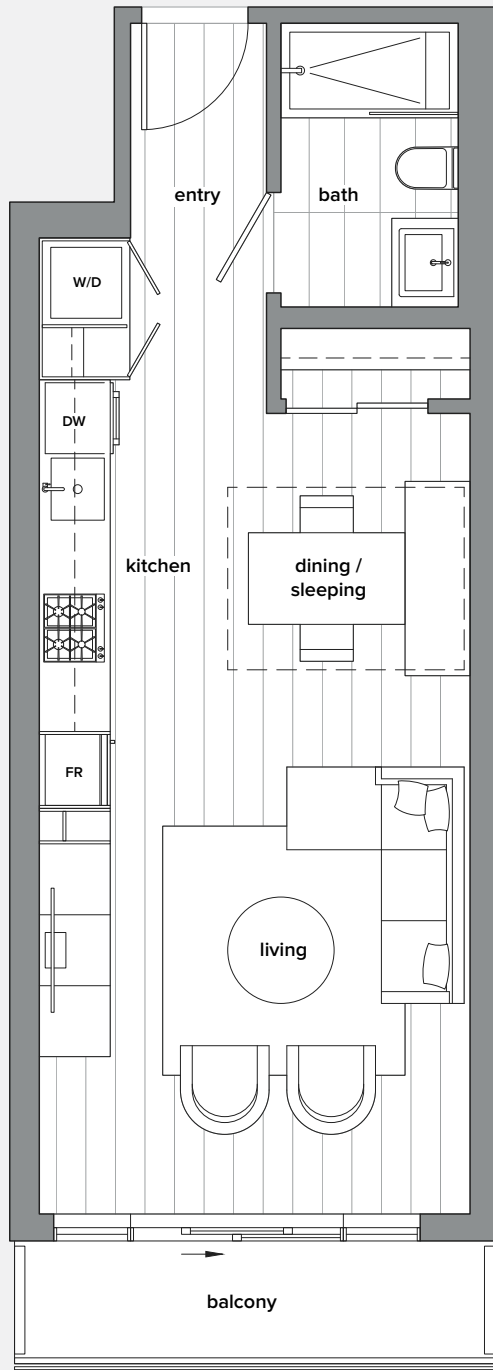 entry
bath
W/D
DW
kitchen
dining /
sleeping
FR
living
balcony